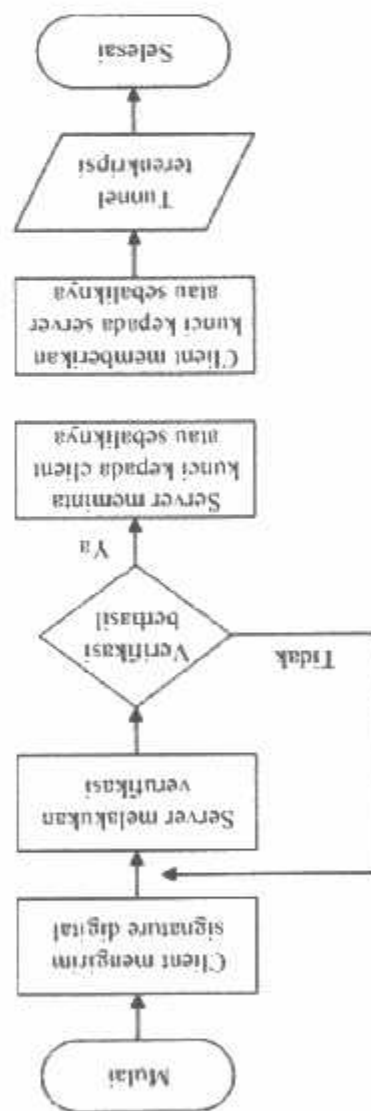 Mulai
Client mengirim
signature digital
Server melakukan
verufikasi
Verifikasi
berhasil
Tidak
Ya
Server meminta
kunci kepada client
atau sebaliknya
Client memberikan
kunci kepada server
atau sebaliknya
Tunnel
terenkripsi
Selesai